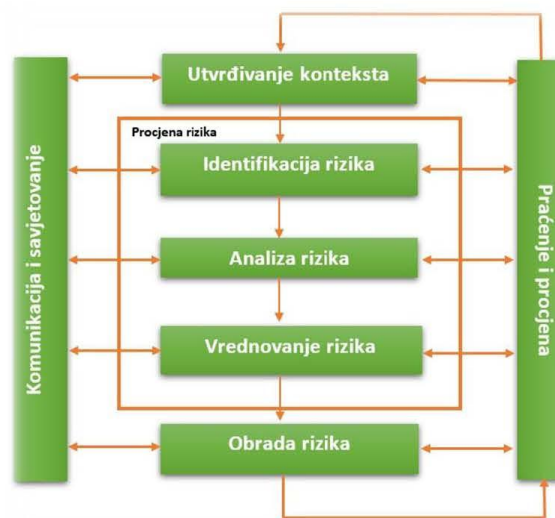 Utvrđivanje konteksta
Procjena rizika
Identifikacija rizika
Analiza rizika
Vrednovanje rizika
Obrada rizika
Komunikacija i savjetovanje
Praćenje i procjena